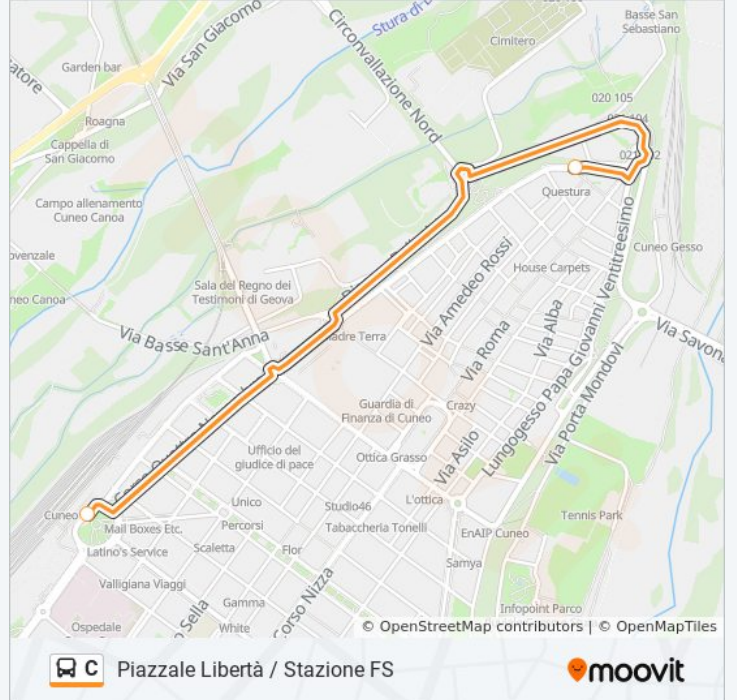 Circonvallazione Nord
Stura di
Basse San
Sebastiano
Via San Giacomo
Cimitero
Garden bar
020 105
Roagna
Cappella di
San Giacomo
Questura
Campo allenamento
Cuneo Canoa
Cuneo Gesso
House Carpets
Via Amedeo Rossi
Sala del Regno dei
Testimoni di Geova
Via Alba
Lungogesso Papa Giovanni Ventitreesimo
Via Savona
Via Basse Sant'Anna
Via Roma
Via Porta Mondovì
Guardia di
Finanza di Cuneo
Crazy
Via Asilo
Ufficio del
giudice di pace
Ottica Grasso
L'ottica
Unico
Studio46
Cuneo
Mail Boxes Etc.
Percorsi
Tabaccheria Tonelli
Tennis Park
EnAIP Cuneo
Latino's Service
Scaletta
Flor
Samya
Valligiana Viaggi
Gamma
Corso Nizza
Infopoint Parco
Ospedale
White
Sella
© OpenStreetMap contributors | © OpenMapTiles
C Piazzale Libertà / Stazione FS
moovit